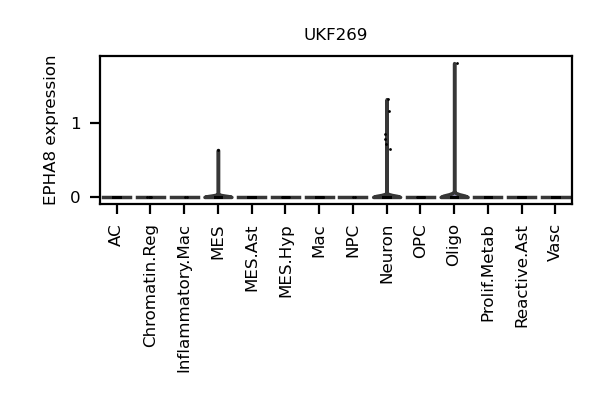 UKF269
EPHA8 expression
1
0
AC
Chromatin.Reg
Inflammatory.Mac
MES
MES.Ast
MES.Hyp
Mac
NPC
Neuron
OPC
Oligo
Prolif.Metab
Reactive.Ast
Vasc